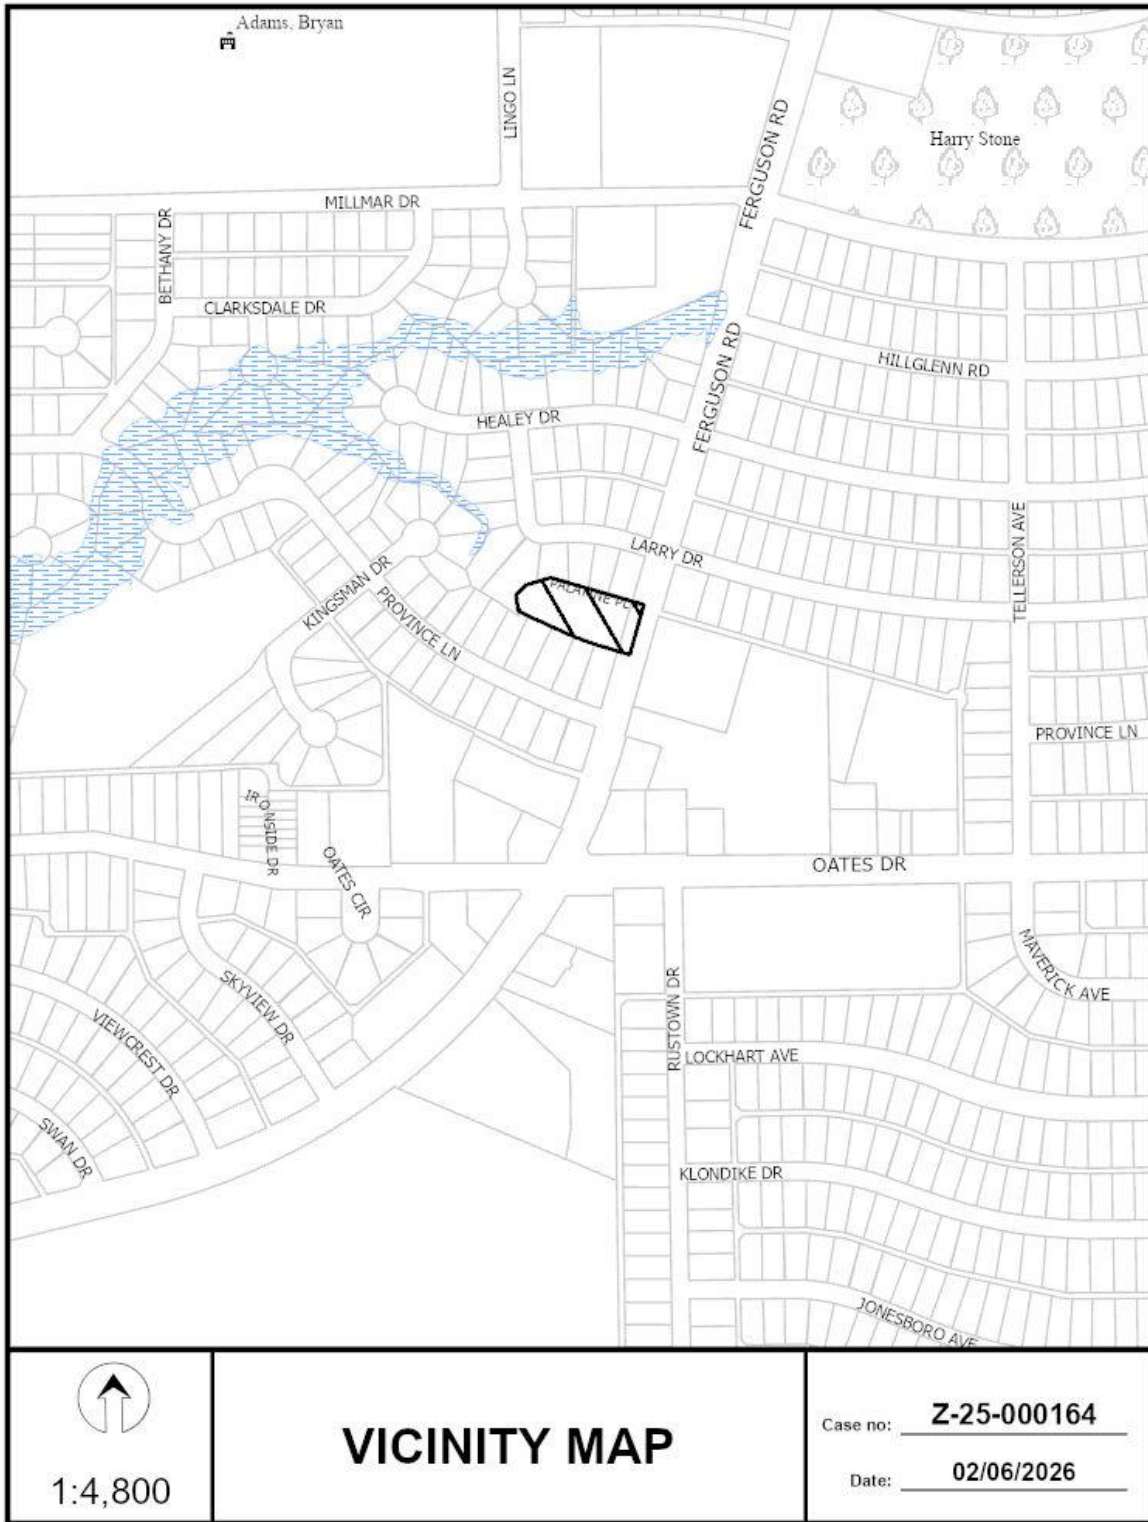 Adams, Bryan
LINGO LN
FERGUSON RD
Harry Stone
MILLMAR DR
BETHANY DR
CLARKSDALE DR
FERGUSON RD
HILLGLENN RD
HEALEY DR
TELLERSON AVE
LARRY DR
KINGSMAN DR
PROVINCE LN
PROVINCE LN
IRONSIDE DR
OATES CIR
OATES DR
SKYVIEW DR
MAVERICK AVE
RUSTOWN DR
VIEWCREST DR
LOCKHART AVE
SWAN DR
KLONDIKE DR
JONESBORO AVE
1:4,800
VICINITY MAP
Case no: Z-25-000164
Date: 02/06/2026